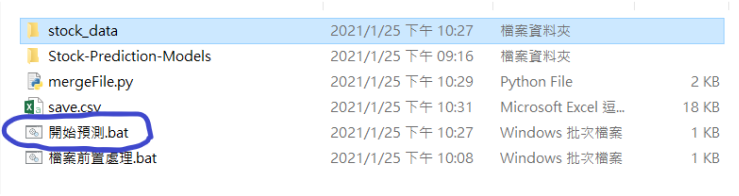 stock_data 2021/1/25 下午 10:27 檔案資料夾
Stock-Prediction-Models 2021/1/25 下午 09:16 檔案資料夾
mergeFile.py 2021/1/25 下午 10:29 Python File 2 KB
save.csv 2021/1/25 下午 10:31 Microsoft Excel 逗... 18 KB
開始預測.bat 2021/1/25 下午 10:27 Windows 批次檔案 1 KB
檔案前置處理.bat 2021/1/25 下午 10:08 Windows 批次檔案 1 KB